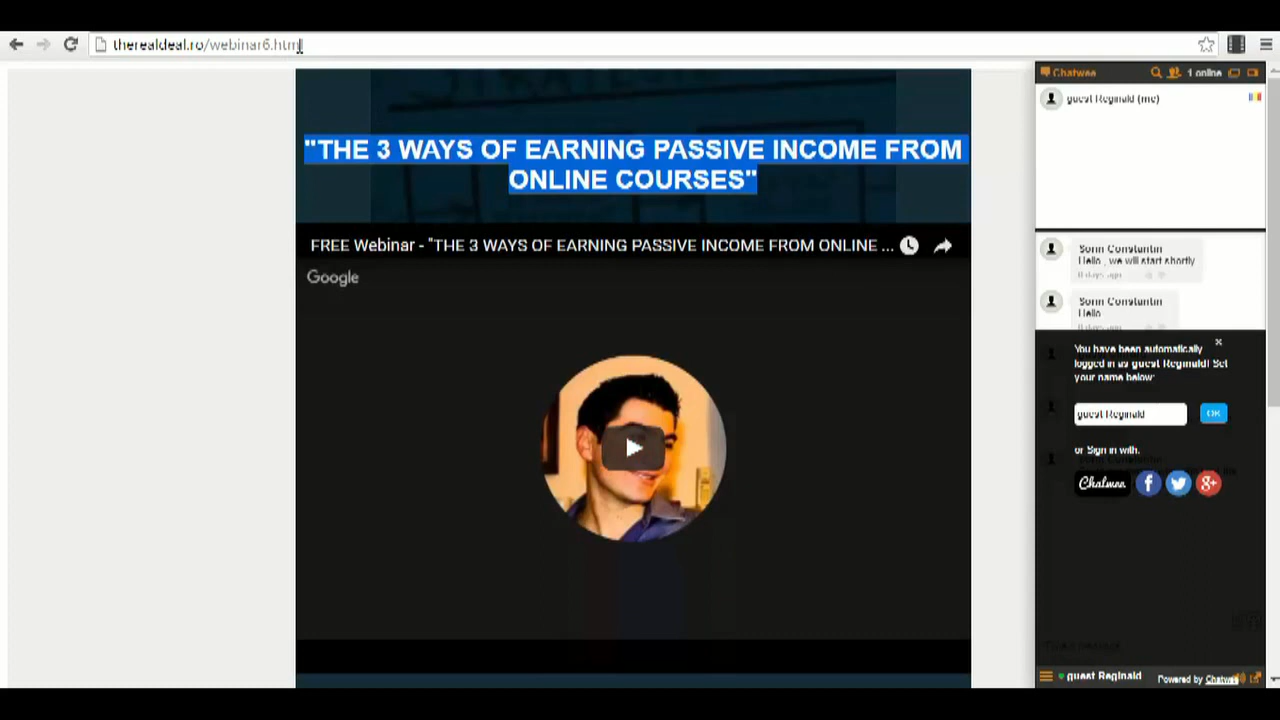 therealdeal.ro/webinar6.html
"THE 3 WAYS OF EARNING PASSIVE INCOME FROM
ONLINE COURSES"
FREE Webinar - "THE 3 WAYS OF EARNING PASSIVE INCOME FROM ONLINE ...
Google
Chatwee
1 online
guest Reginald (me)
Sorin Constantin
Hello , we will start shortly
Sorin Constantin
Hello
You have been automatically
logged in as guest Reginald! Set
your name below:
guest Reginald
OK
or Sign in with:
Chatwee
guest Reginald
Powered by Chatwee